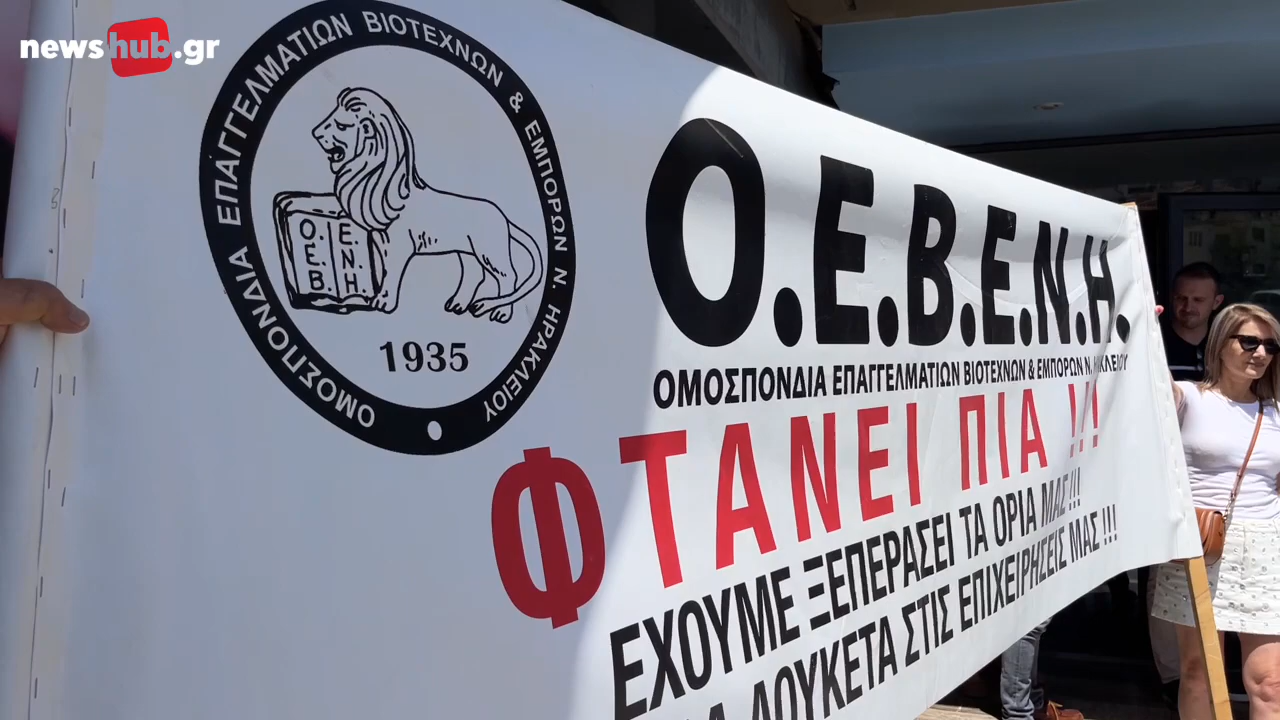 newshub.gr
ΟΜΟΣΠΟΝΔΙΑ ΕΠΑΓΓΕΛΜΑΤΙΩΝ ΒΙΟΤΕΧΝΩΝ & ΕΜΠΟΡΩΝ Ν. ΗΡΑΚΛΕΙΟΥ
Ο. Ε.
Ε. Ε.
Β. ΝΗ.
1935
Ο.Ε.Β.Ε.Ν.Η.
ΟΜΟΣΠΟΝΔΙΑ ΕΠΑΓΓΕΛΜΑΤΙΩΝ ΒΙΟΤΕΧΝΩΝ & ΕΜΠΟΡΩΝ Ν.
ΦΤΑΝΕΙ ΠΙΑ !!!
ΕΧΟΥΜΕ ΞΕΠΕΡΑΣΕΙ ΤΑ ΟΡΙΑ ΜΑΣ !!!
ΛΟΥΚΕΤΑ ΣΤΙΣ ΕΠΙΧΕΙΡΗΣΕΙΣ ΜΑΣ !!!